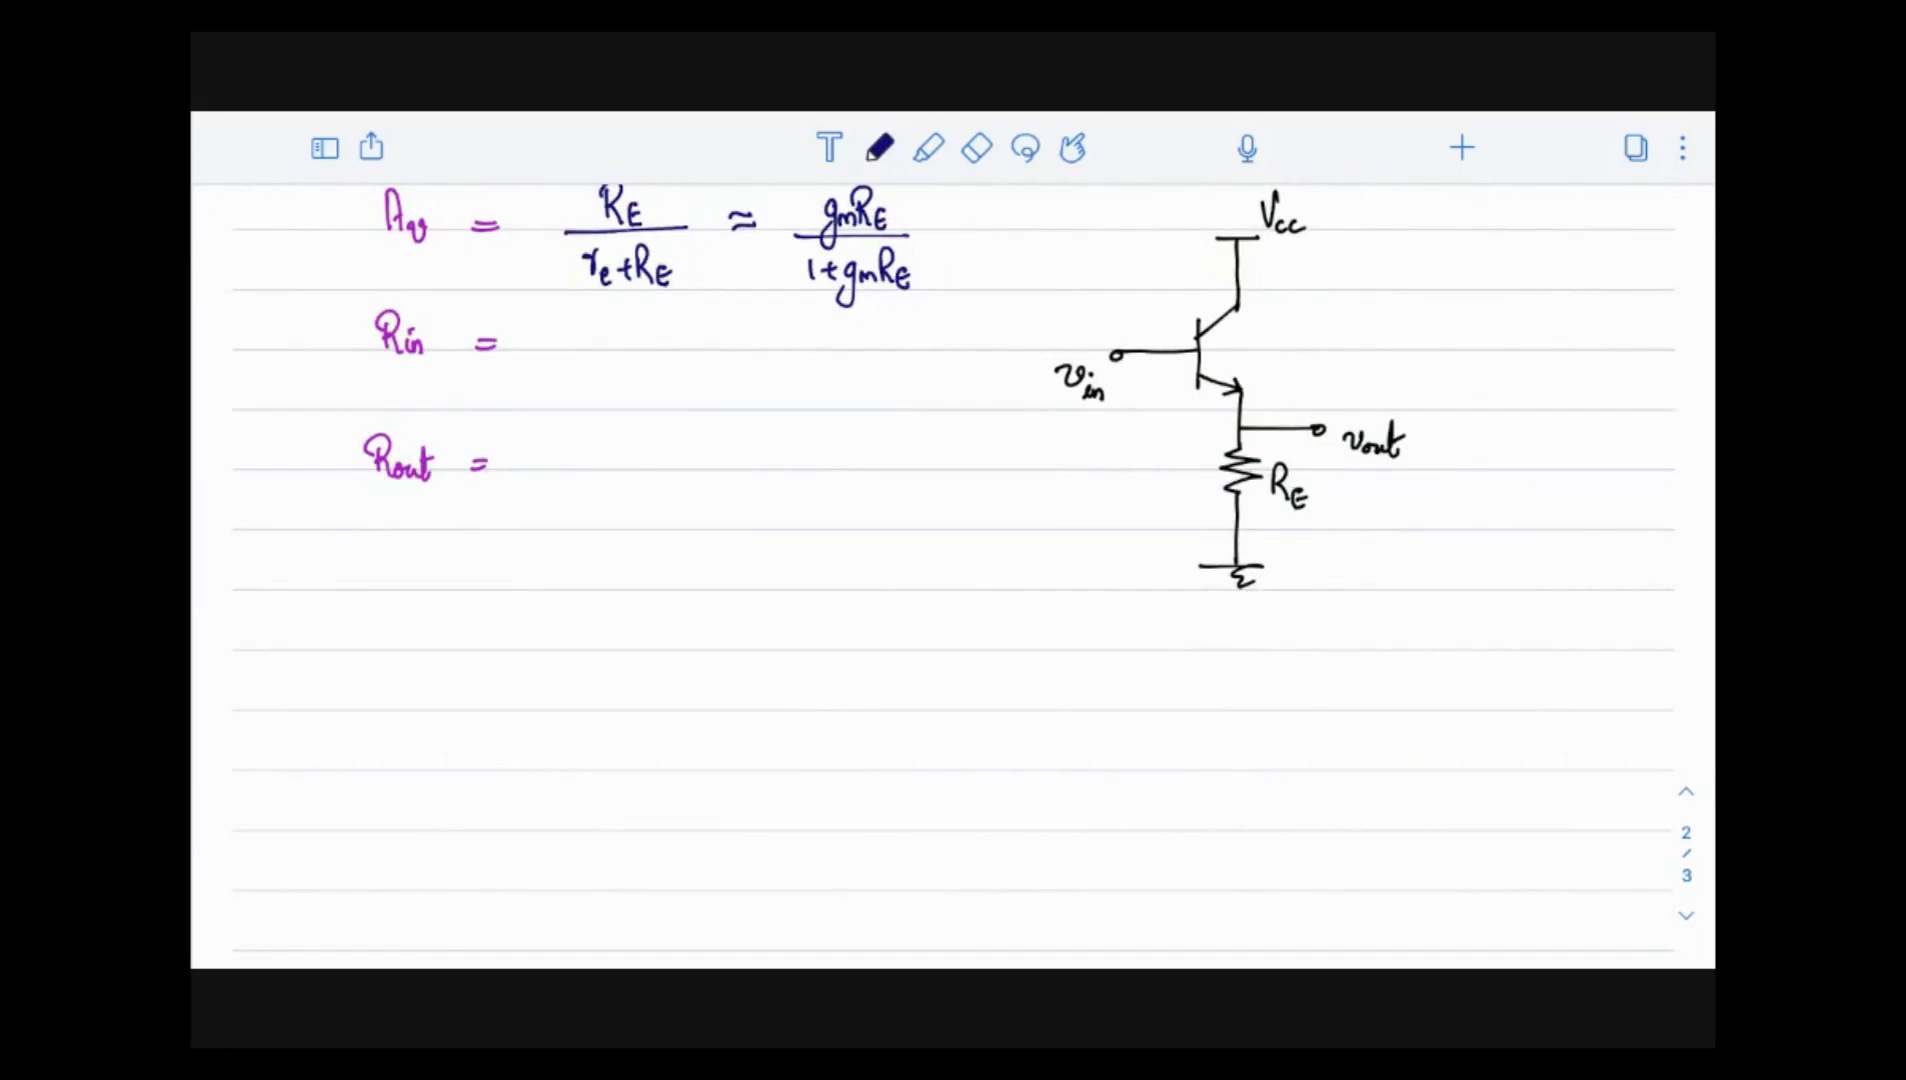 Av = RE / re+RE ≈ gmRE / 1+gmRE
Rin =
Rout =
Vcc
vin
vout
RE
2
/
3